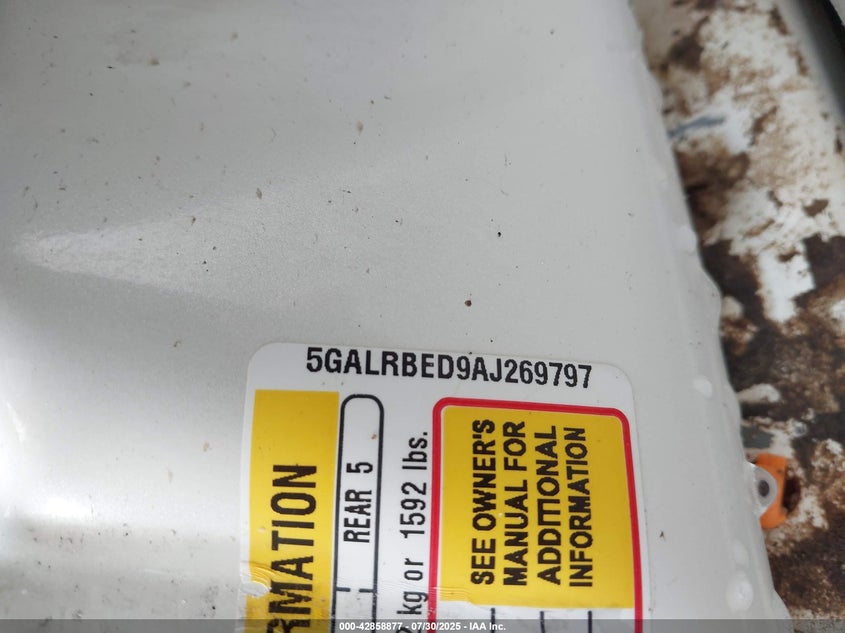 5GALRBED9AJ269797
RMATION
REAR 5
kg or 1592 lbs.
SEE OWNER'S
MANUAL FOR
ADDITIONAL
INFORMATION
000-42858877 - 07/30/2025 - IAA Inc.